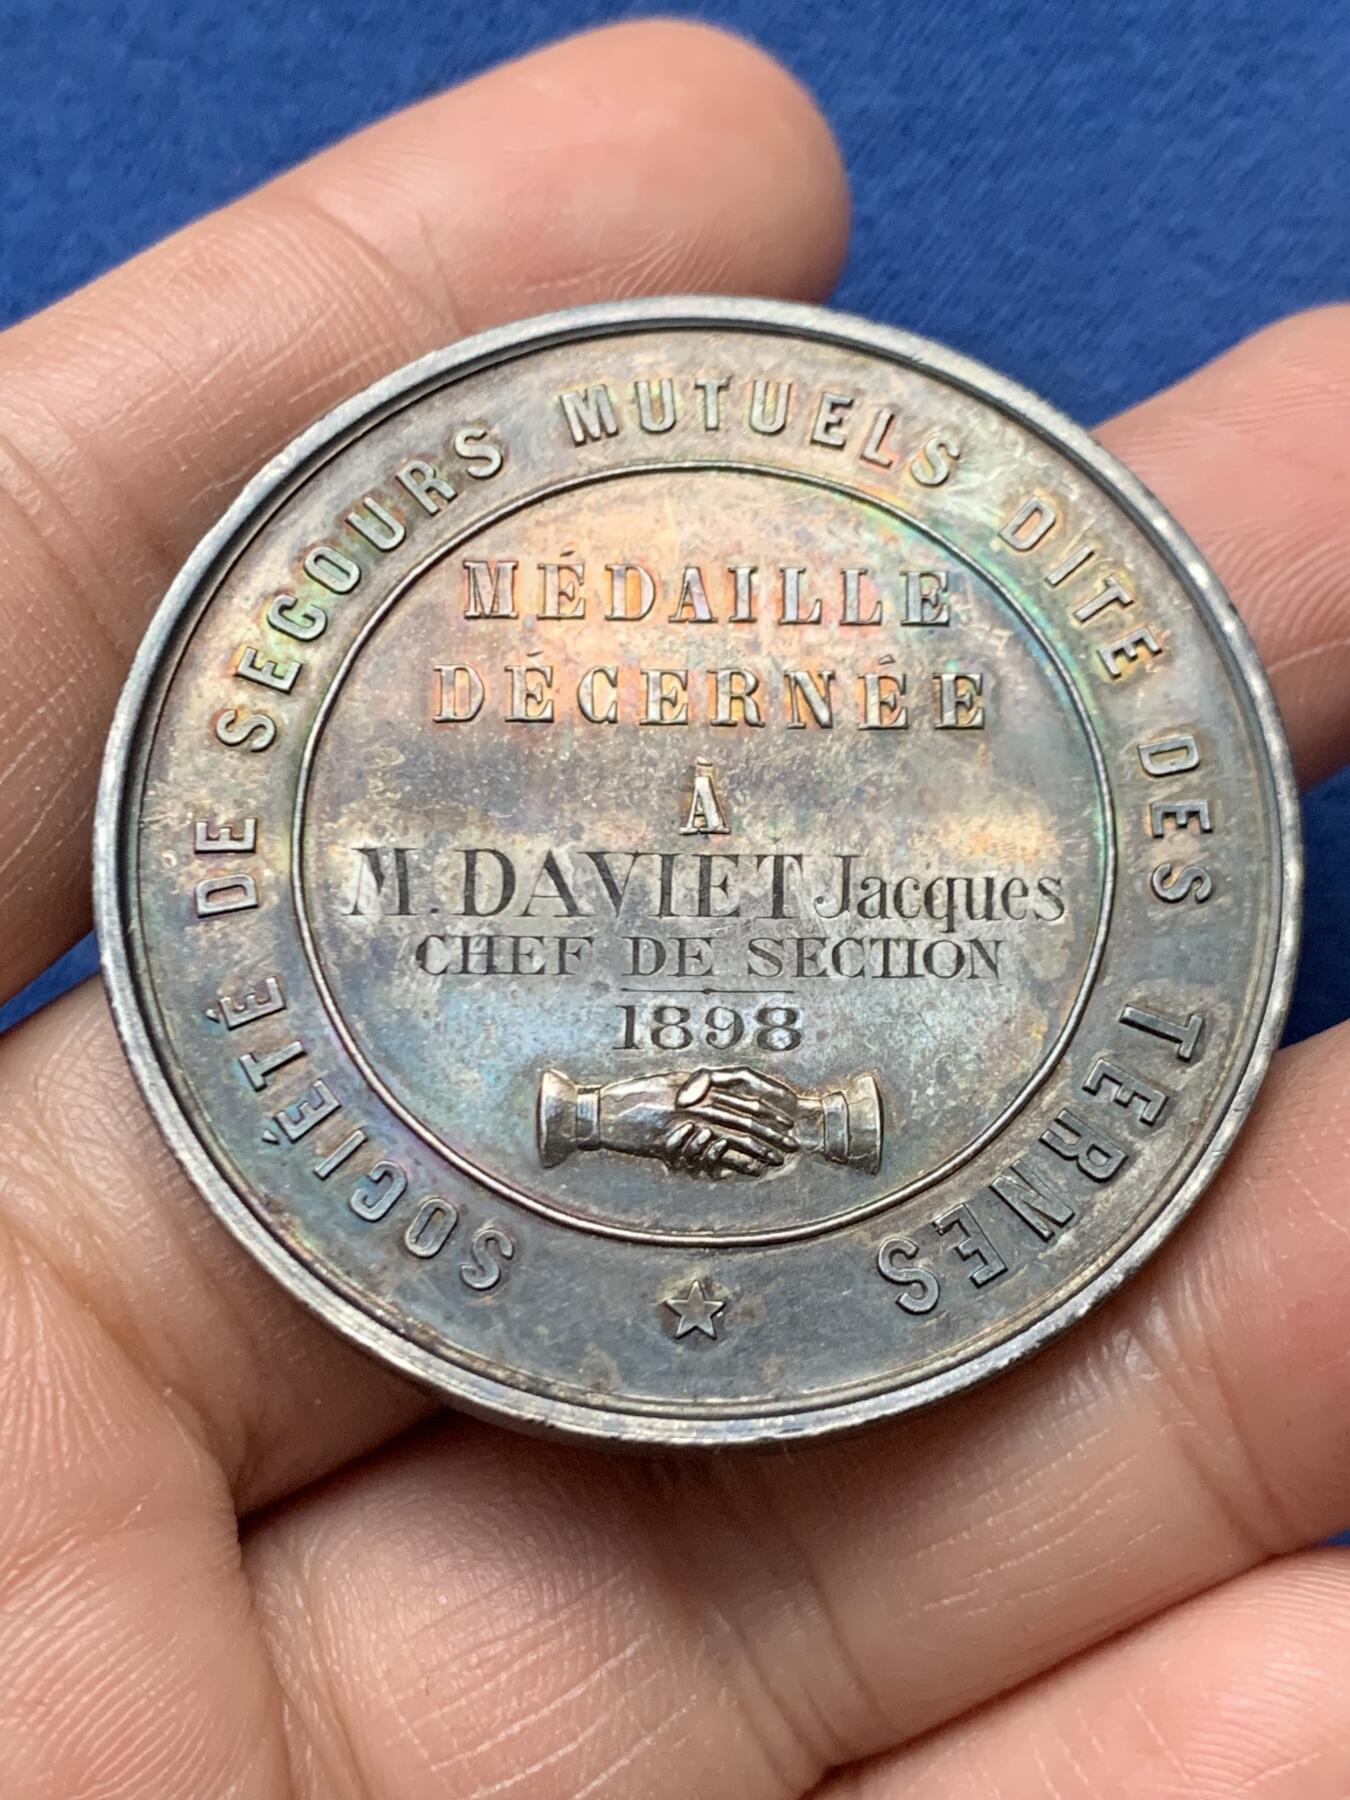 SOCIÉTÉ DE SECOURS MUTUELS DITE DES TERNES
MÉDAILLE
DÉCERNÉE
À
M. DAVIET Jacques
CHEF DE SECTION
1898